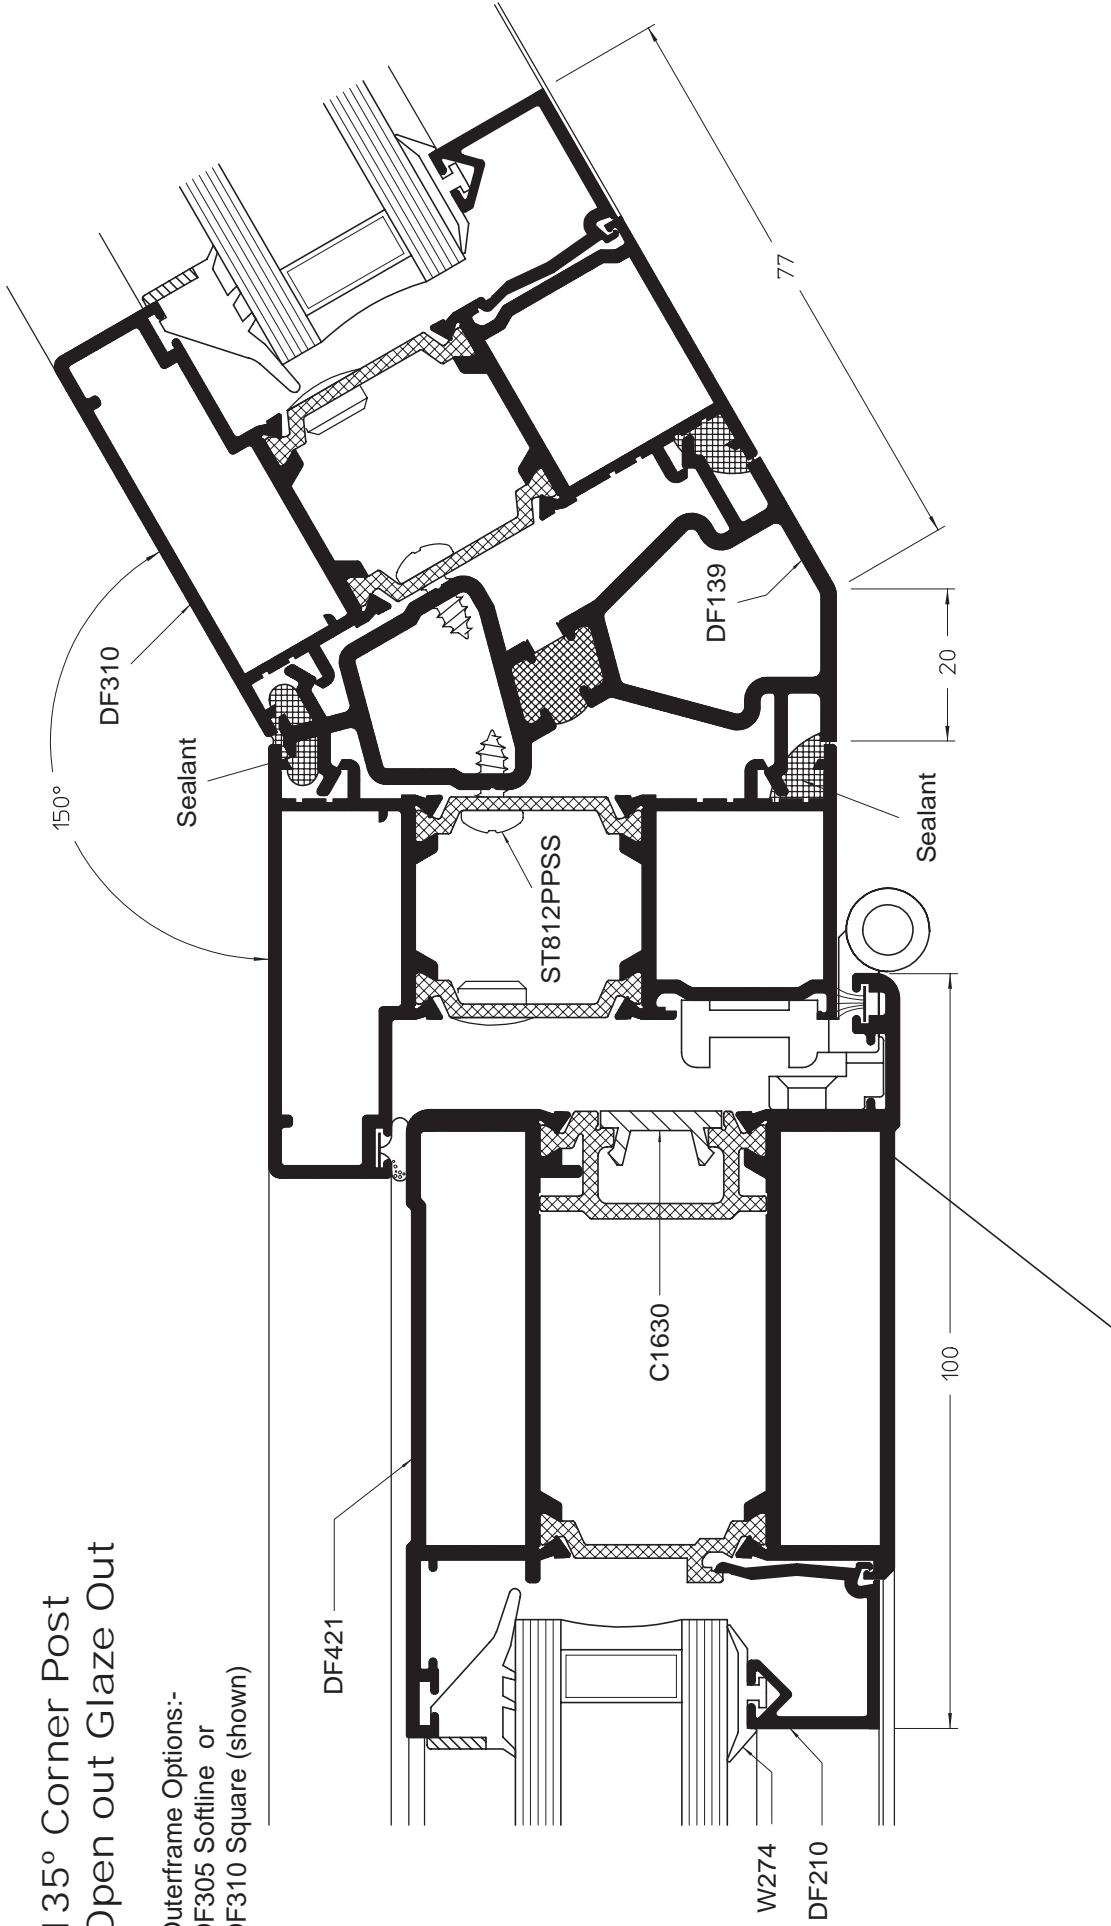 135° Corner Post
Open out Glaze Out
Outerframe Options:-
DF305 Softline or
DF310 Square (shown)
150°
DF310
Sealant
ST812PPSS
DF139
77
20
Sealant
C1630
100
DF421
W274
DF210